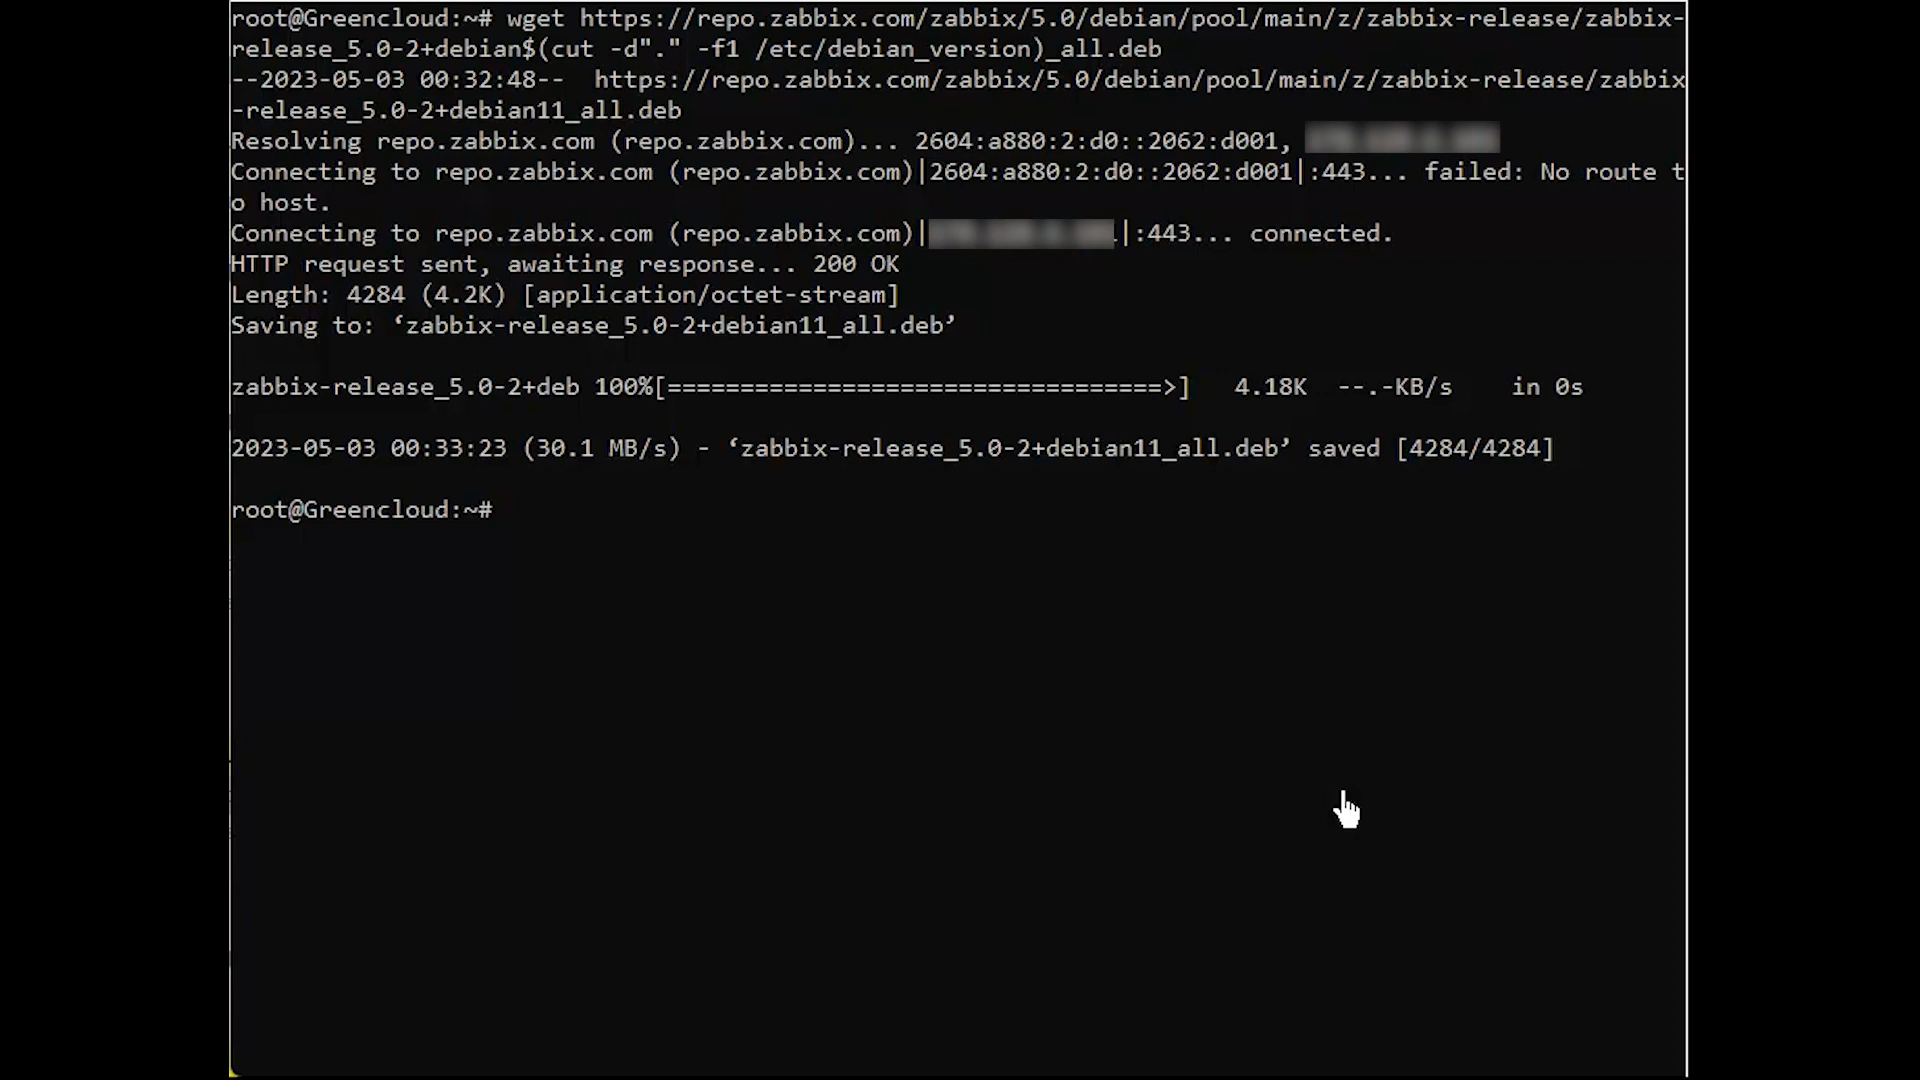 root@Greencloud:~# wget https://repo.zabbix.com/zabbix/5.0/debian/pool/main/z/zabbix-release/zabbix-
release_5.0-2+debian$(cut -d"." -f1 /etc/debian_version)_all.deb
--2023-05-03 00:32:48--  https://repo.zabbix.com/zabbix/5.0/debian/pool/main/z/zabbix-release/zabbix
-release_5.0-2+debian11_all.deb
Resolving repo.zabbix.com (repo.zabbix.com)... 2604:a880:2:d0::2062:d001,
Connecting to repo.zabbix.com (repo.zabbix.com)|2604:a880:2:d0::2062:d001|:443... failed: No route t
o host.
Connecting to repo.zabbix.com (repo.zabbix.com)| |:443... connected.
HTTP request sent, awaiting response... 200 OK
Length: 4284 (4.2K) [application/octet-stream]
Saving to: ‘zabbix-release_5.0-2+debian11_all.deb’
zabbix-release_5.0-2+deb 100%[==================================>]   4.18K  --.-KB/s    in 0s
2023-05-03 00:33:23 (30.1 MB/s) - ‘zabbix-release_5.0-2+debian11_all.deb’ saved [4284/4284]
root@Greencloud:~#